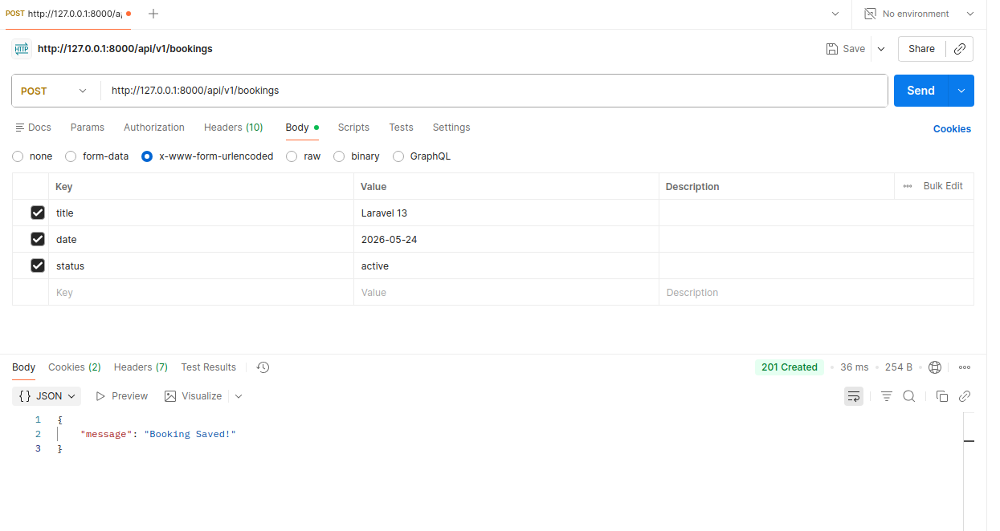 POST http://127.0.0.1:8000/a
No environment
HTTP http://127.0.0.1:8000/api/v1/bookings
Save
Share
POST http://127.0.0.1:8000/api/v1/bookings
Send
Docs Params Authorization Headers (10) Body Scripts Tests Settings
Cookies
none form-data x-www-form-urlencoded raw binary GraphQL
Key Value Description ••• Bulk Edit
title Laravel 13
date 2026-05-24
status active
Key Value Description
Body Cookies (2) Headers (7) Test Results
201 Created • 36 ms • 254 B •
{} JSON Preview Visualize
1 {
2 "message": "Booking Saved!"
3 }